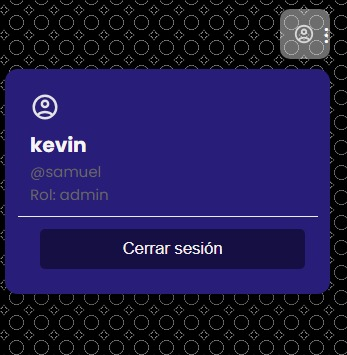 kevin
@samuel
Rol: admin
Cerrar sesión